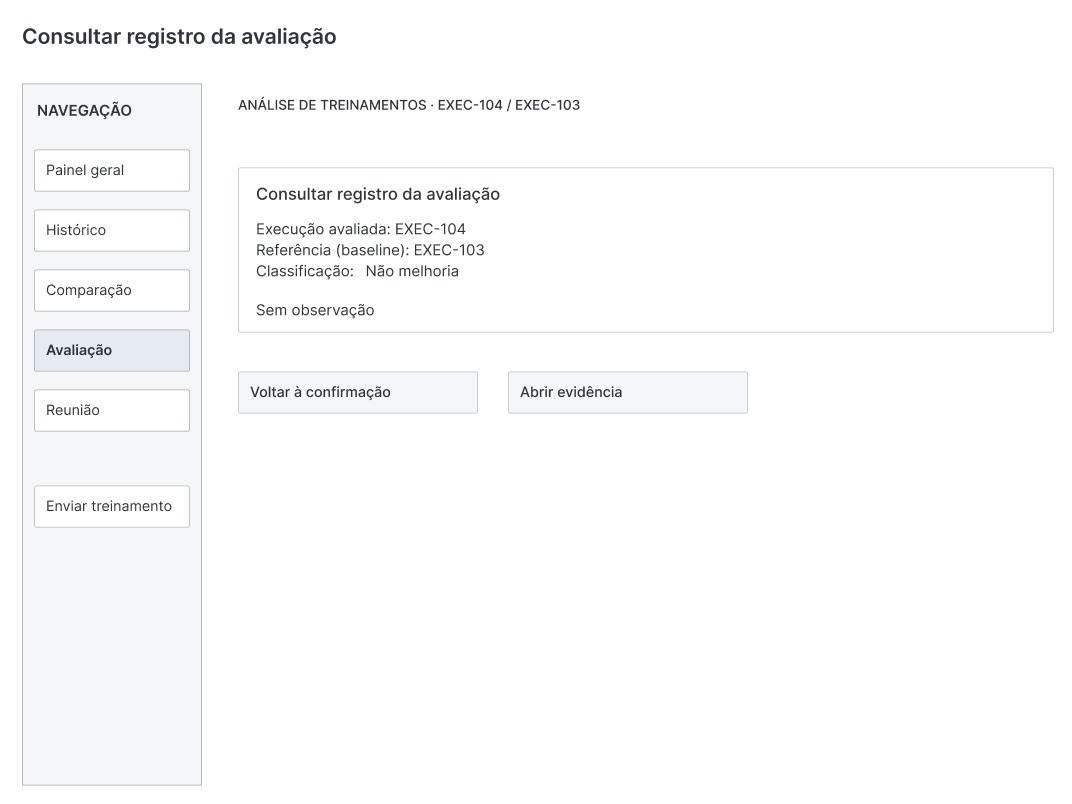 Consultar registro da avaliação
NAVEGAÇÃO
Painel geral
Histórico
Comparação
Avaliação
Reunião
Enviar treinamento
ANÁLISE DE TREINAMENTOS · EXEC-104 / EXEC-103
Consultar registro da avaliação
Execução avaliada: EXEC-104
Referência (baseline): EXEC-103
Classificação: Não melhoria
Sem observação
Voltar à confirmação
Abrir evidência